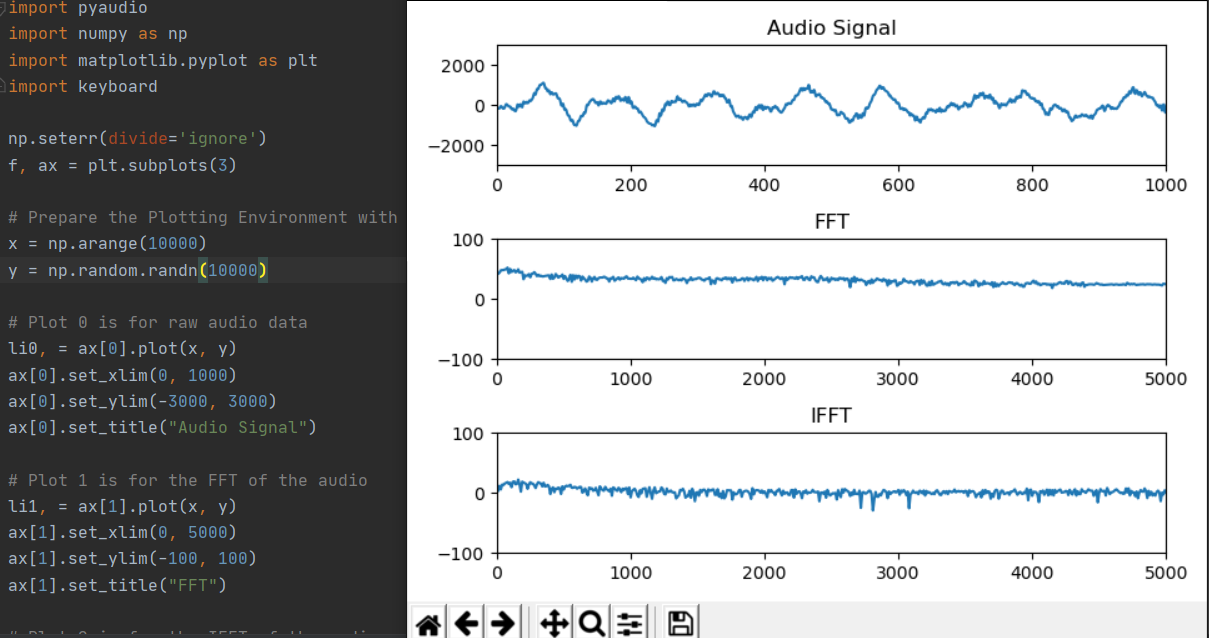 import pyaudio
import numpy as np
import matplotlib.pyplot as plt
import keyboard
np.seterr(divide='ignore')
f, ax = plt.subplots(3)
# Prepare the Plotting Environment with
x = np.arange(10000)
y = np.random.randn(10000)
# Plot 0 is for raw audio data
li0, = ax[0].plot(x, y)
ax[0].set_xlim(0, 1000)
ax[0].set_ylim(-3000, 3000)
ax[0].set_title("Audio Signal")
# Plot 1 is for the FFT of the audio
li1, = ax[1].plot(x, y)
ax[1].set_xlim(0, 5000)
ax[1].set_ylim(-100, 100)
ax[1].set_title("FFT")
Audio Signal
2000
0
−2000
0 200 400 600 800 1000
FFT
100
0
−100
0 1000 2000 3000 4000 5000
IFFT
100
0
−100
0 1000 2000 3000 4000 5000